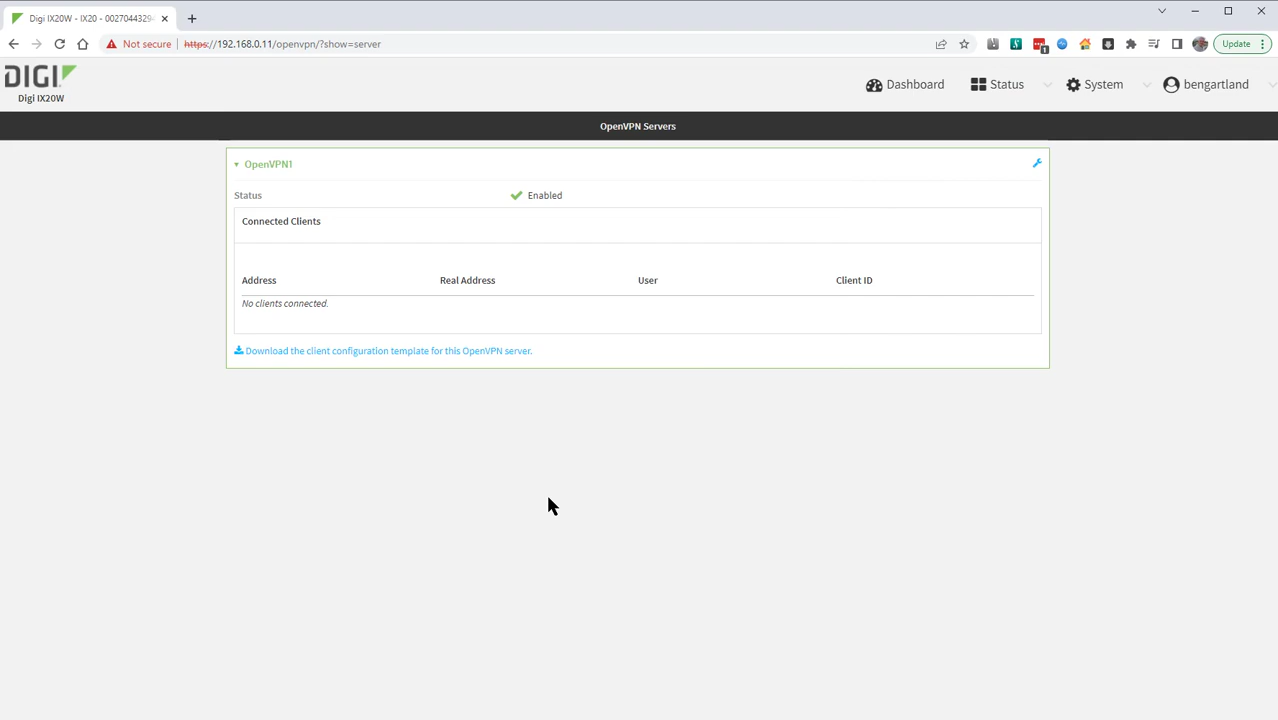 Digi IX20W - IX20 - 0027044329
Not secure
https://192.168.0.11/openvpn/?show=server
1
Update
DIGI
Digi IX20W
Dashboard
Status
System
bengartland
OpenVPN Servers
OpenVPN1
Status
Enabled
Connected Clients
Address Real Address User Client ID
No clients connected.
Download the client configuration template for this OpenVPN server.